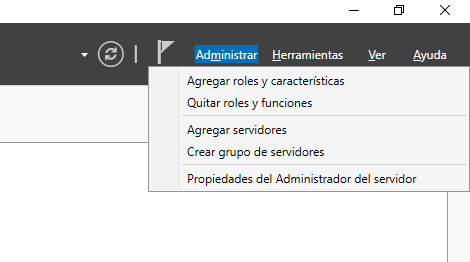 Administrar Herramientas Ver Ayuda
Agregar roles y características
Quitar roles y funciones
Agregar servidores
Crear grupo de servidores
Propiedades del Administrador del servidor